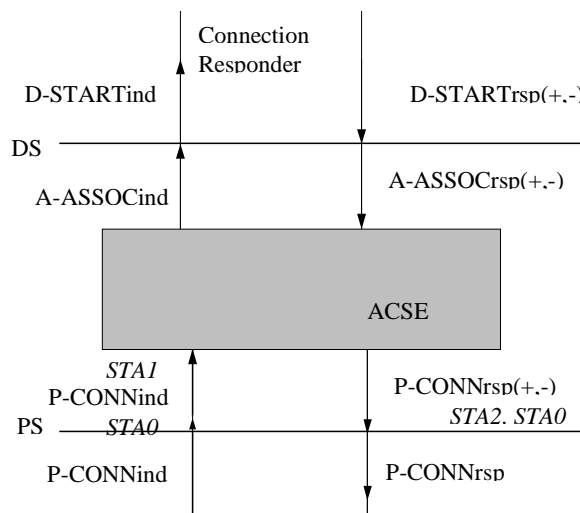 Connection
Responder
D-STARTind
D-STARTrsp(+,-)
DS
A-ASSOCind
A-ASSOCrsp(+,-)
ACSE
STA1
P-CONNind
P-CONNrsp(+,-)
PS
STA0
STA2. STA0
P-CONNind
P-CONNrsp